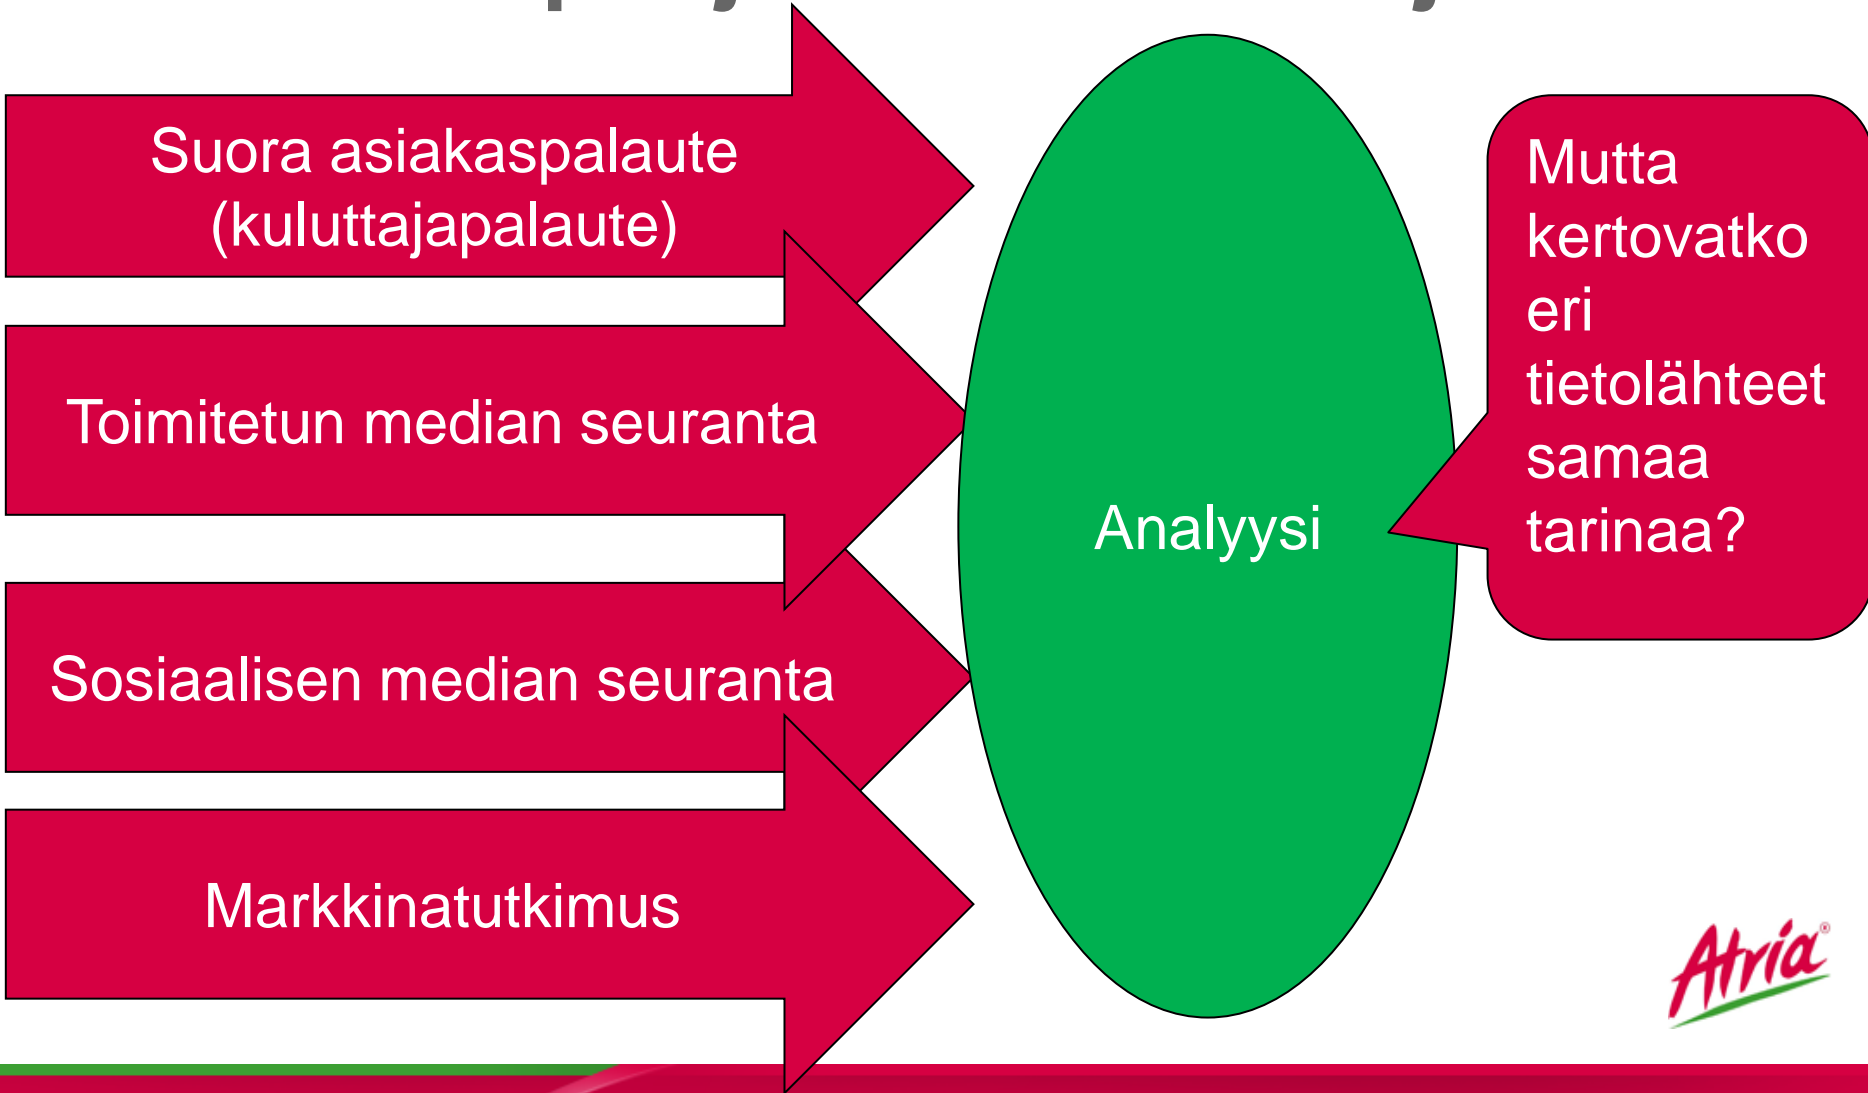 Suora asiakaspalaute
(kuluttajapalaute)
Toimitetun median seuranta
Sosiaalisen median seuranta
Markkinatutkimus
Analyysi
Mutta
kertovatko
eri
tietolähteet
samaa
tarinaa?
Atria®